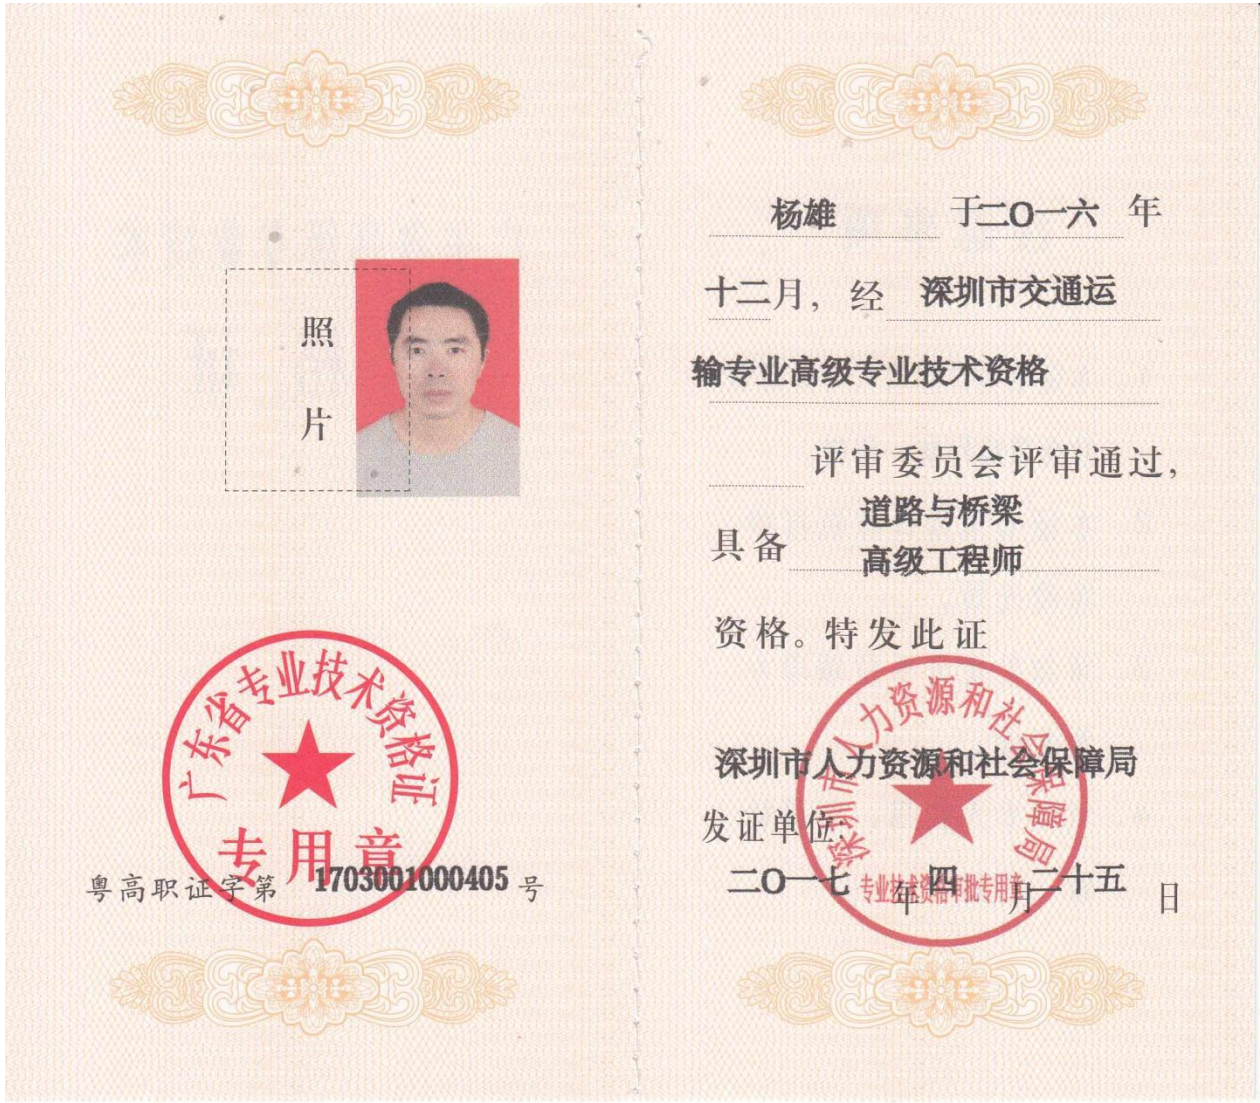 照
片
广东省专业技术资格证
专用章
粤高职证字第 1703001000405 号
杨雄 于二〇一六 年
十二月，经 深圳市交通运
输专业高级专业技术资格
评审委员会评审通过，
道路与桥梁
具备
高级工程师
资格。特发此证
深圳市人力资源和社会保障局
深圳市人力资源和社会保障局
发证单位：
专业技术资格审批专用章
二〇一七 年 四 月 二十五 日